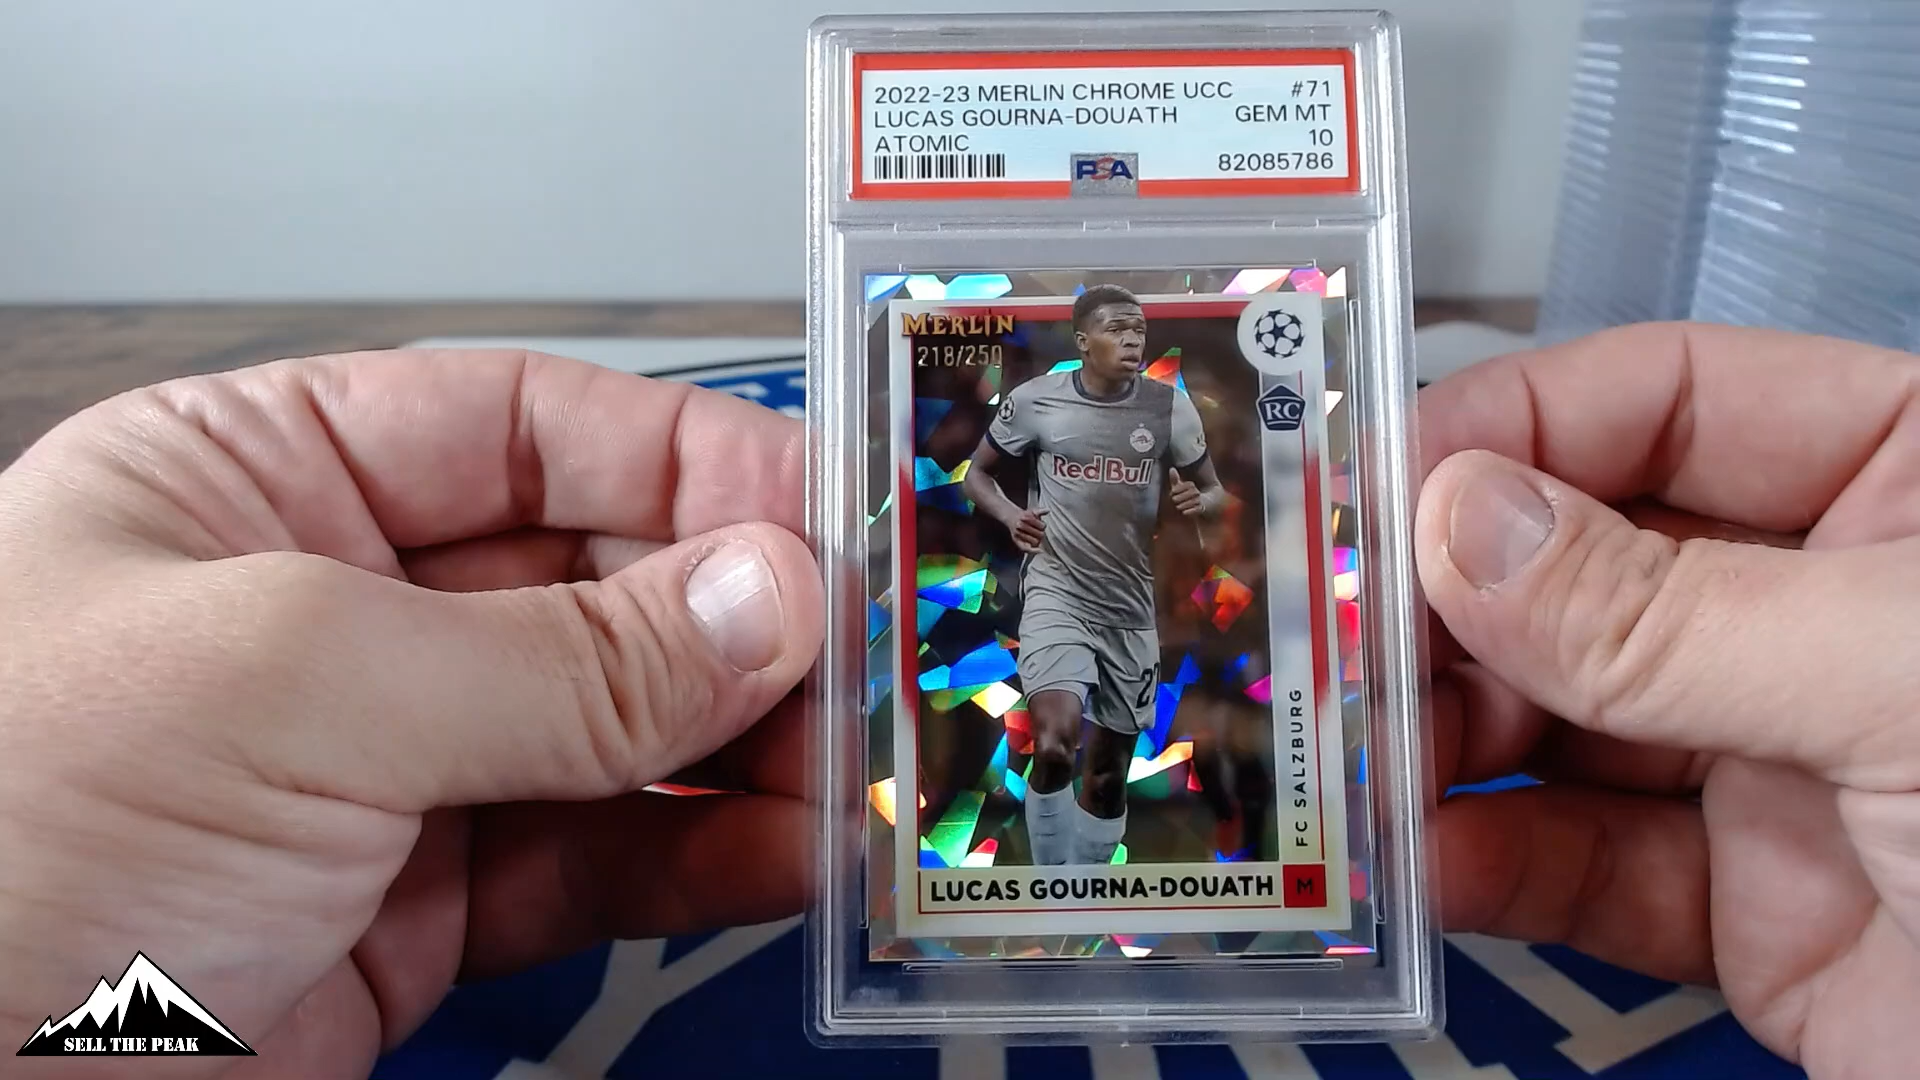 2022-23 MERLIN CHROME UCC #71
LUCAS GOURNA-DOUATH GEM MT
ATOMIC 10
PSA 82085786
MERLIN
218/250
RC
Red Bull
FC SALZBURG
LUCAS GOURNA-DOUATH M
SELL THE PEAK